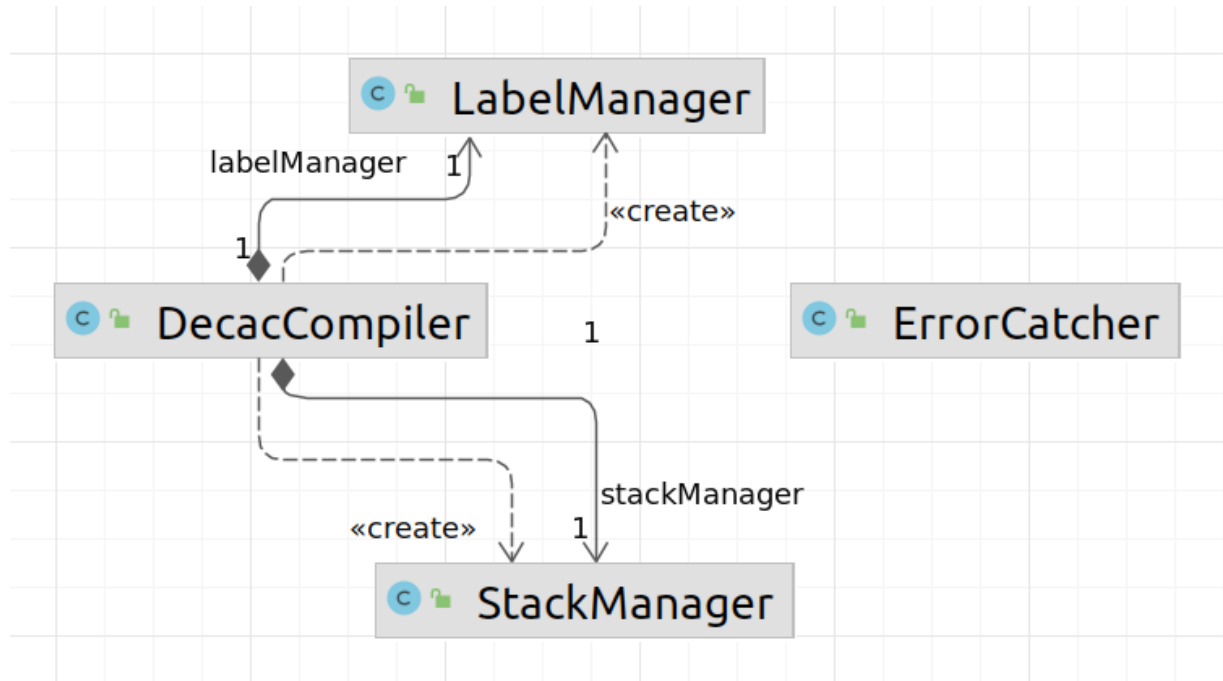 C LabelManager
labelManager 1
«create»
1
C DecacCompiler
1
C ErrorCatcher
stackManager
«create» 1
C StackManager